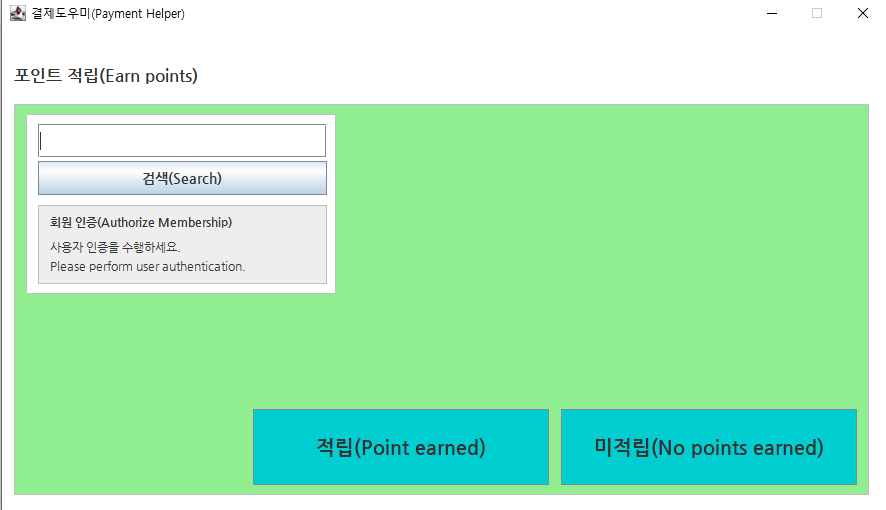 결제도우미(Payment Helper)
포인트 적립(Earn points)
검색(Search)
회원 인증(Authorize Membership)
사용자 인증을 수행하세요.
Please perform user authentication.
적립(Point earned)
미적립(No points earned)